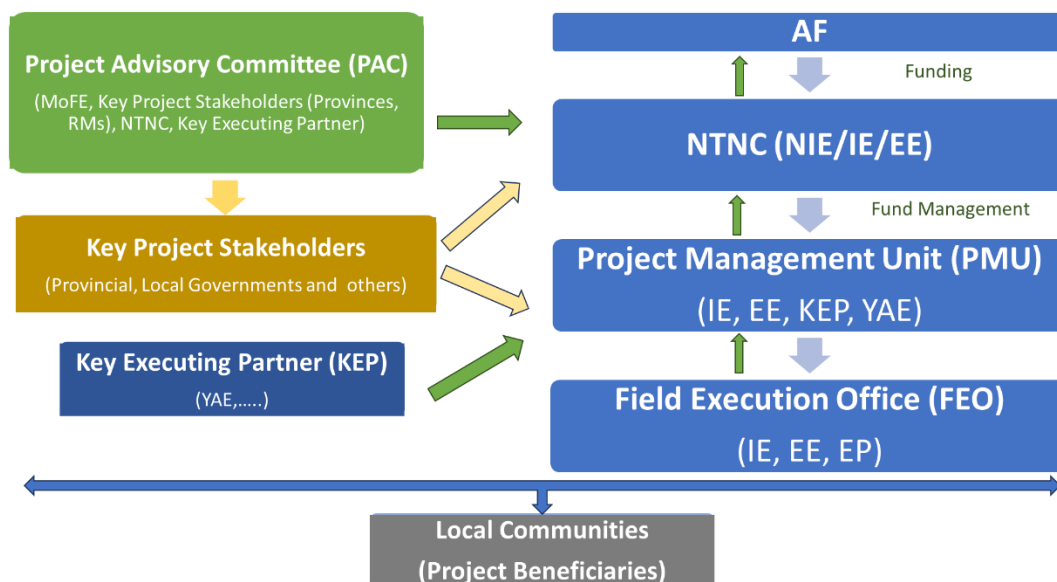 Project Advisory Committee (PAC)
(MoFE, Key Project Stakeholders (Provinces,
RMs), NTNC, Key Executing Partner)
Key Project Stakeholders
(Provincial, Local Governments and others)
Key Executing Partner (KEP)
(YAE,.....)
AF
Funding
NTNC (NIE/IE/EE)
Fund Management
Project Management Unit (PMU)
(IE, EE, KEP, YAE)
Field Execution Office (FEO)
(IE, EE, EP)
Local Communities
(Project Beneficiaries)